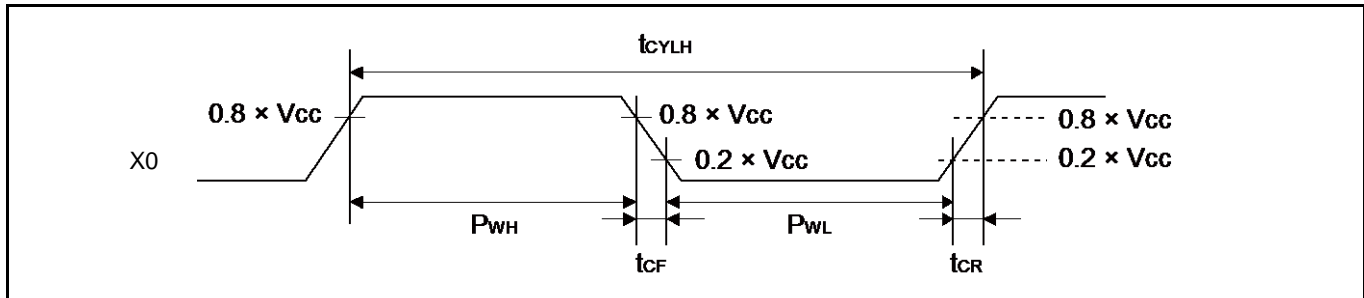 tCYLH
0.8 × Vcc
0.8 × Vcc
0.8 × Vcc
X0
0.2 × Vcc
0.2 × Vcc
PWH
PWL
tCF
tCR